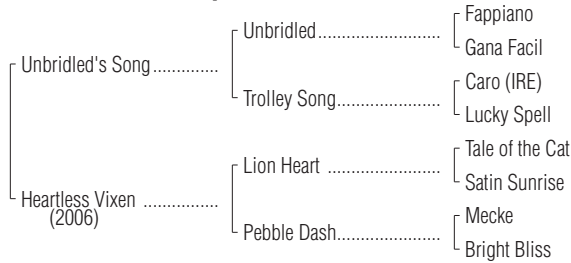 Fappiano
Unbridled......................
Gana Facil
Unbridled's Song..............
Caro (IRE)
Trolley Song...................
Lucky Spell
Tale of the Cat
Lion Heart .....................
Satin Sunrise
Heartless Vixen ................
(2006)
Mecke
Pebble Dash...................
Bright Bliss